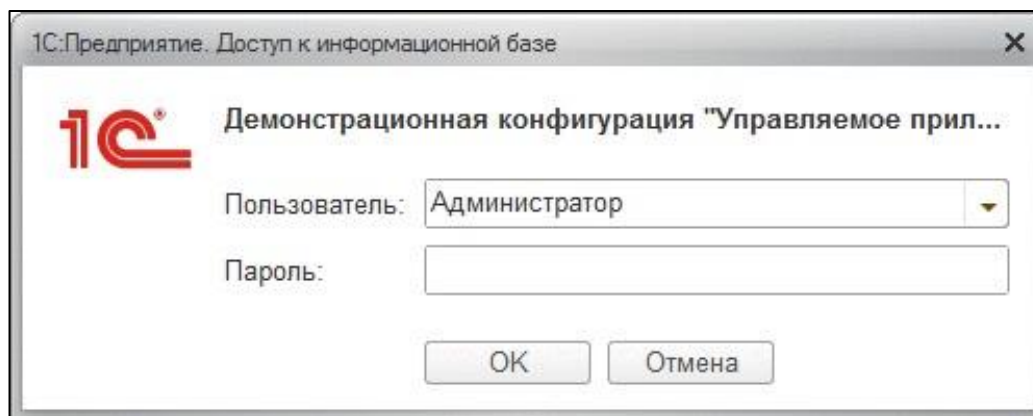 1С:Предприятие. Доступ к информационной базе
1С®
Демонстрационная конфигурация "Управляемое прил...
Пользователь: Администратор
Пароль:
OK Отмена